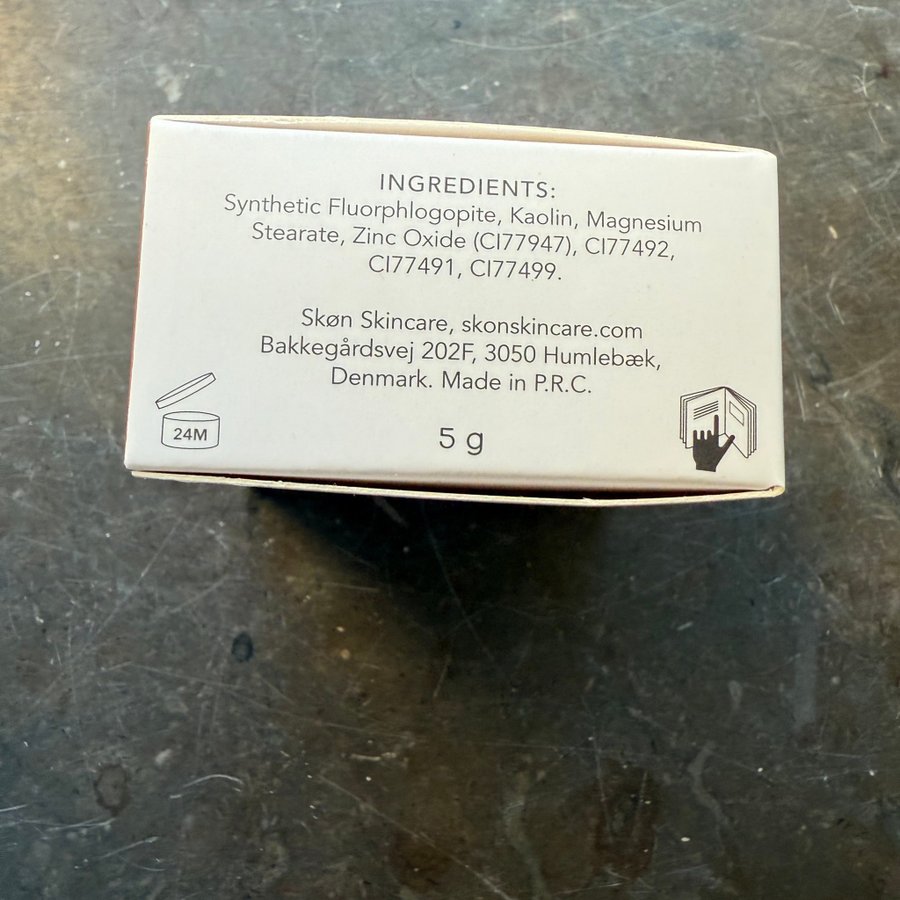 INGREDIENTS:
Synthetic Fluorphlogopite, Kaolin, Magnesium
Stearate, Zinc Oxide (CI77947), CI77492,
CI77491, CI77499.
Skøn Skincare, skonskincare.com
Bakkegårdsvej 202F, 3050 Humlebæk,
Denmark. Made in P.R.C.
24M
5 g